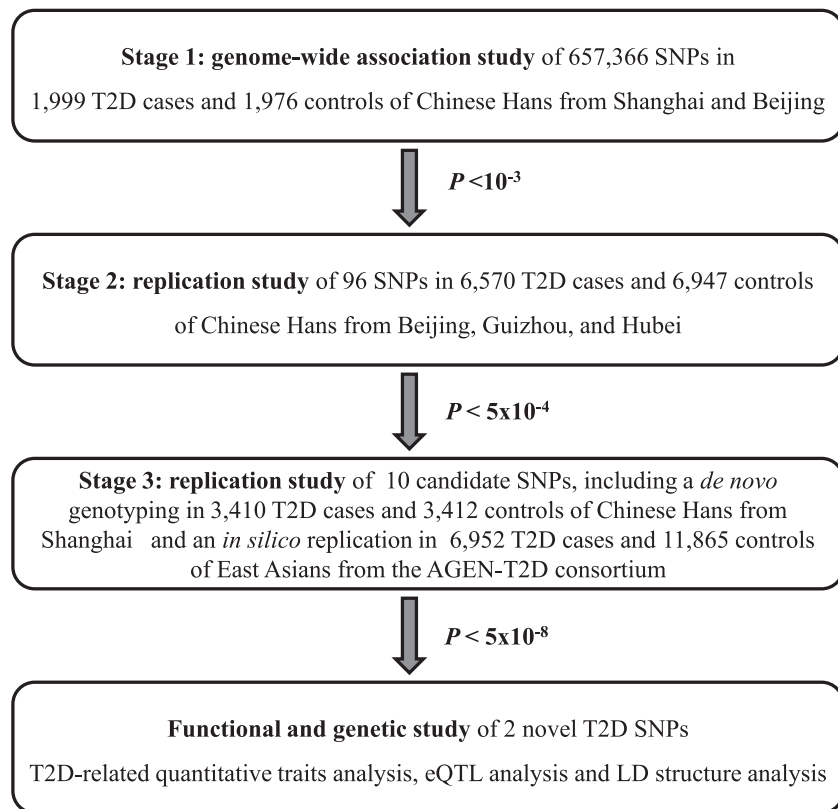 Stage 1: genome-wide association study of 657,366 SNPs in
1,999 T2D cases and 1,976 controls of Chinese Hans from Shanghai and Beijing
P <10-3
Stage 2: replication study of 96 SNPs in 6,570 T2D cases and 6,947 controls
of Chinese Hans from Beijing, Guizhou, and Hubei
P < 5x10-4
Stage 3: replication study of 10 candidate SNPs, including a de novo
genotyping in 3,410 T2D cases and 3,412 controls of Chinese Hans from
Shanghai and an in silico replication in 6,952 T2D cases and 11,865 controls
of East Asians from the AGEN-T2D consortium
P < 5x10-8
Functional and genetic study of 2 novel T2D SNPs
T2D-related quantitative traits analysis, eQTL analysis and LD structure analysis